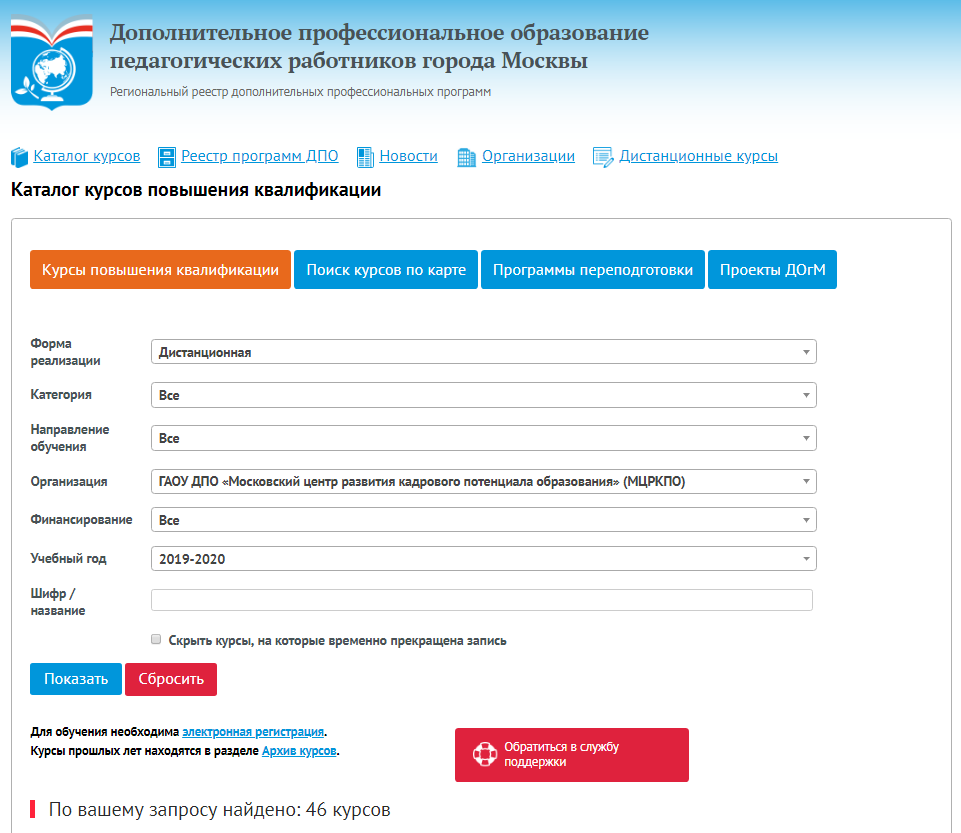 Дополнительное профессиональное образование
педагогических работников города Москвы
Региональный реестр дополнительных профессиональных программ
Каталог курсов Реестр программ ДПО Новости Организации Дистанционные курсы
Каталог курсов повышения квалификации
Курсы повышения квалификации Поиск курсов по карте Программы переподготовки Проекты ДОгМ
Форма
реализации
Дистанционная
Категория
Все
Направление
обучения
Все
Организация
ГАОУ ДПО «Московский центр развития кадрового потенциала образования» (МЦРКПО)
Финансирование
Все
Учебный год
2019-2020
Шифр /
название
Скрыть курсы, на которые временно прекращена запись
Показать Сбросить
Для обучения необходима электронная регистрация.
Курсы прошлых лет находятся в разделе Архив курсов.
Обратиться в службу
поддержки
По вашему запросу найдено: 46 курсов